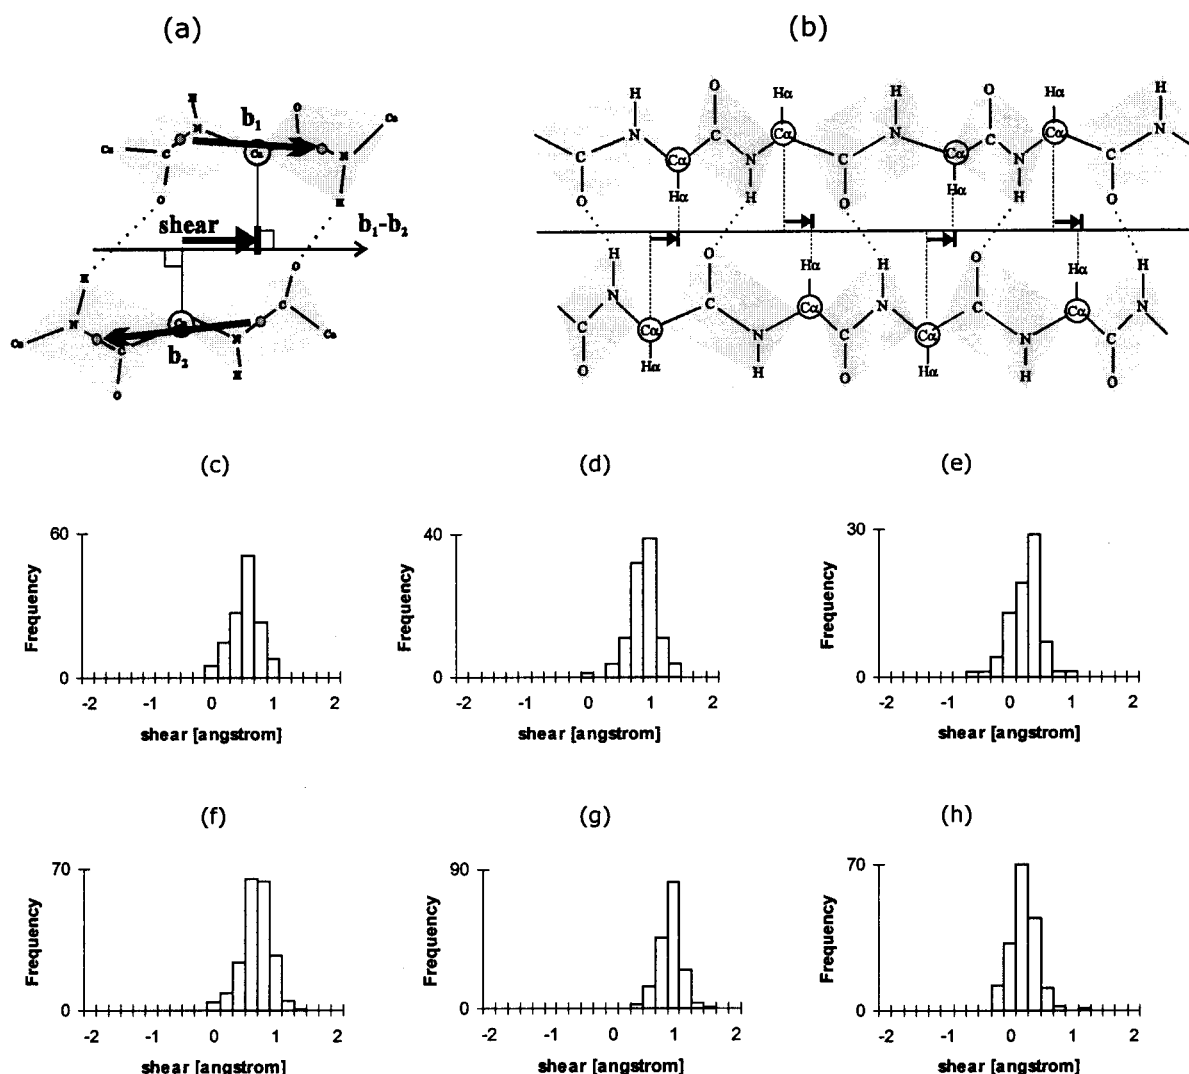 (a)
(b)
H
N
b₁
O
Cα
Cα
Cα
C
N
O
H
shear
b₁-b₂
H
O
N
C
Cα
C
N
Cα
Cα
b₂
O
H
H O Hα H O Hα H
N C Cα N C Cα N
C Cα N C Cα N C
O Hα H O Hα H O
H O Hα H O Hα H
N C Cα N C Cα N
Cα N C Cα N C
O Hα H O Hα H O
(c)
(d)
(e)
60
Frequency
0
-2 -1 0 1 2
shear [angstrom]
40
Frequency
0
-2 -1 0 1 2
shear [angstrom]
30
Frequency
0
-2 -1 0 1 2
shear [angstrom]
(f)
(g)
(h)
70
Frequency
0
-2 -1 0 1 2
shear [angstrom]
90
Frequency
0
-2 -1 0 1 2
shear [angstrom]
70
Frequency
0
-2 -1 0 1 2
shear [angstrom]